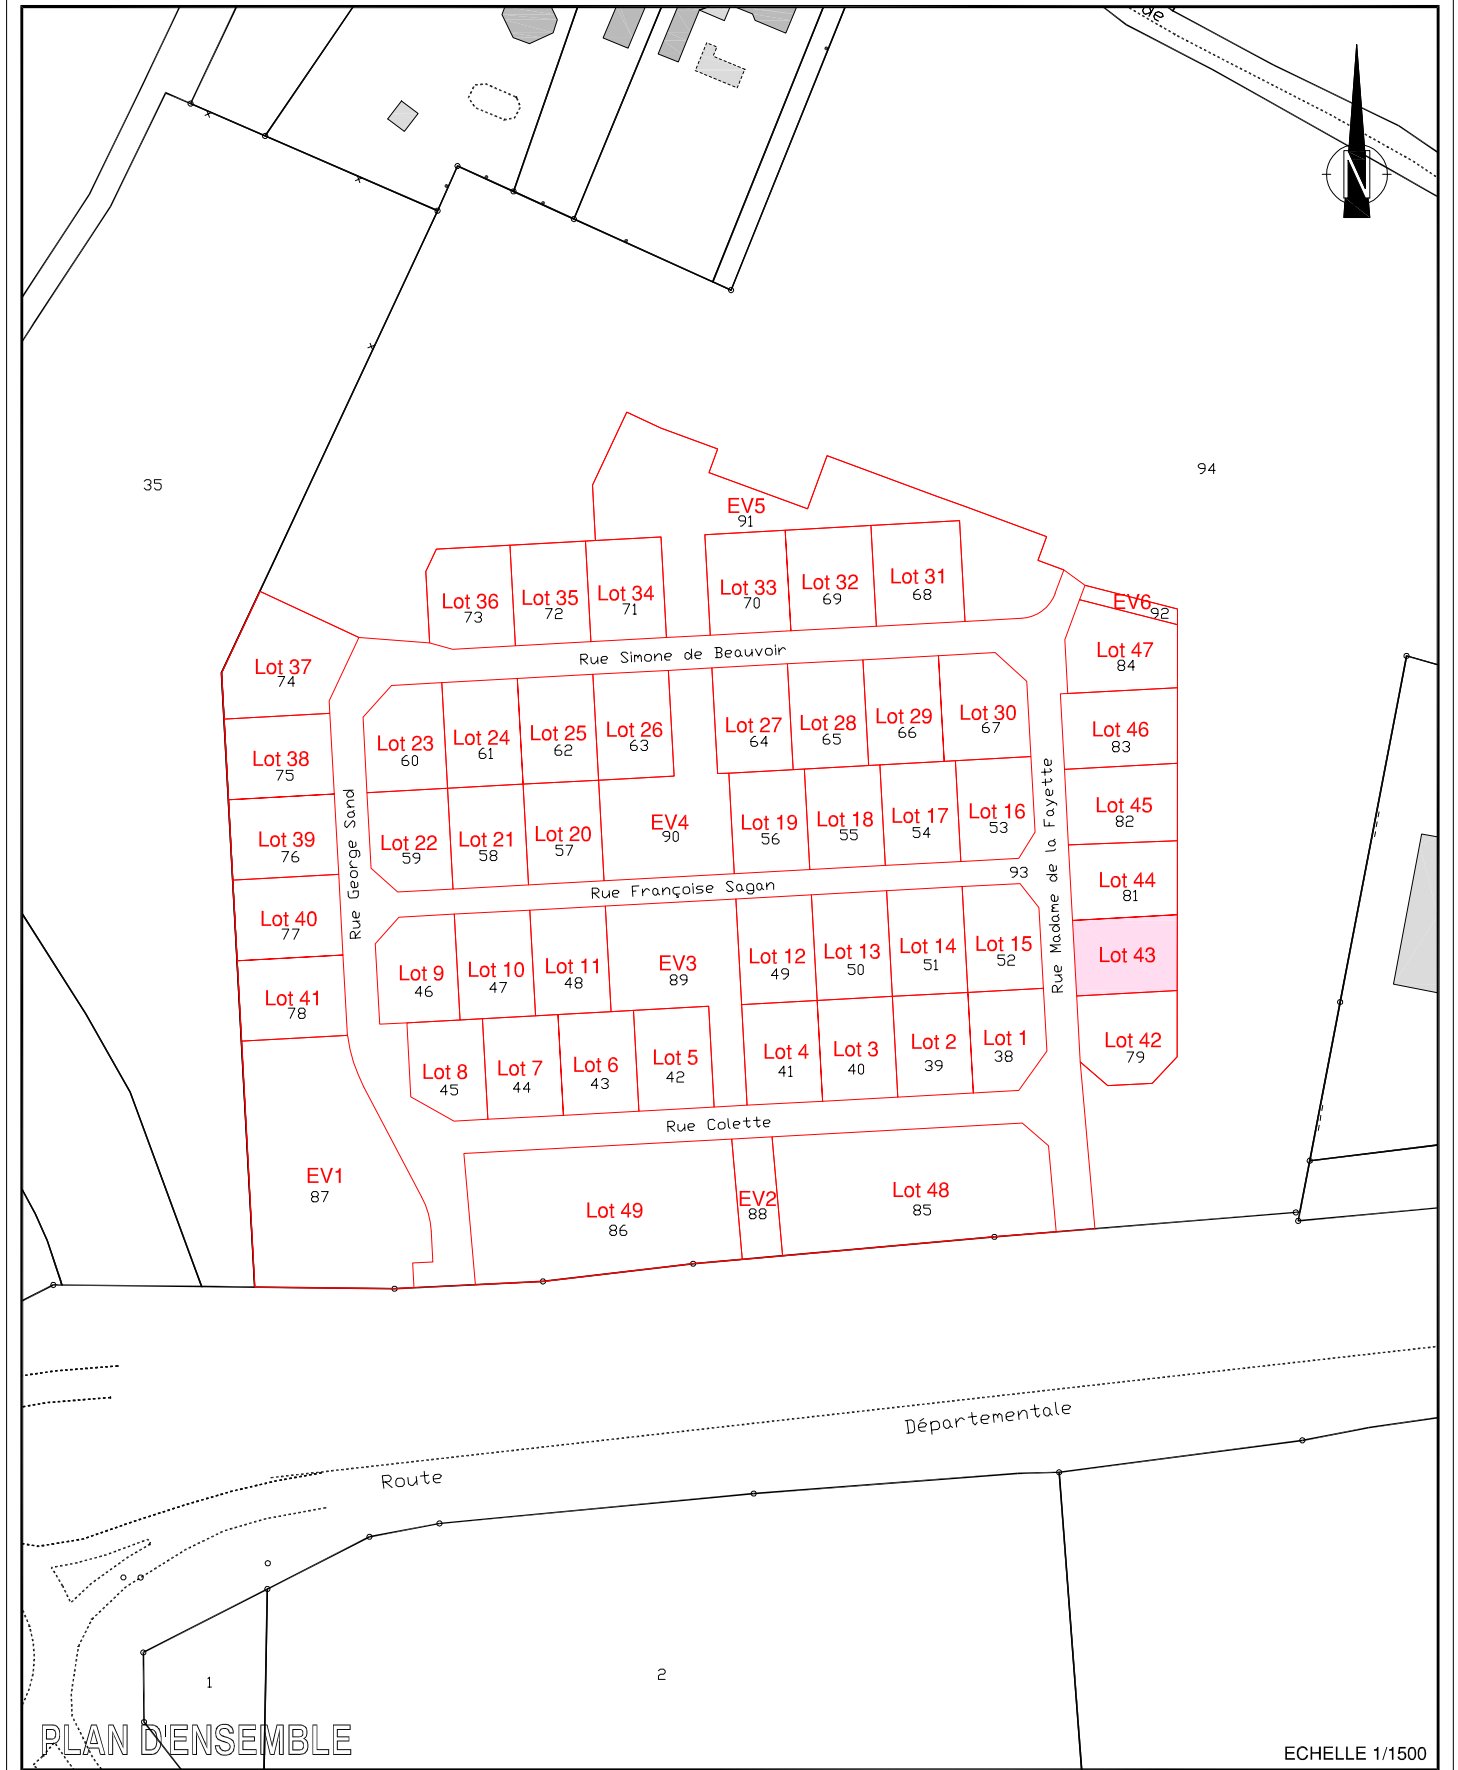 de
N
35
94
EV5
91
Lot 36
73
Lot 35
72
Lot 34
71
Lot 33
70
Lot 32
69
Lot 31
68
EV6
92
Lot 37
74
Rue Simone de Beauvoir
Lot 47
84
Lot 38
75
Lot 23
60
Lot 24
61
Lot 25
62
Lot 26
63
Lot 27
64
Lot 28
65
Lot 29
66
Lot 30
67
Lot 46
83
Rue George Sand
Rue Madame de la Fayette
Lot 39
76
Lot 22
59
Lot 21
58
Lot 20
57
EV4
90
Lot 19
56
Lot 18
55
Lot 17
54
Lot 16
53
Lot 45
82
Rue Françoise Sagan
93
Lot 44
81
Lot 40
77
Lot 9
46
Lot 10
47
Lot 11
48
EV3
89
Lot 12
49
Lot 13
50
Lot 14
51
Lot 15
52
Lot 43
Lot 41
78
Lot 8
45
Lot 7
44
Lot 6
43
Lot 5
42
Lot 4
41
Lot 3
40
Lot 2
39
Lot 1
38
Lot 42
79
Rue Colette
EV1
87
Lot 49
86
EV2
88
Lot 48
85
Route Départementale
1
2
PLAN D'ENSEMBLE
ECHELLE 1/1500